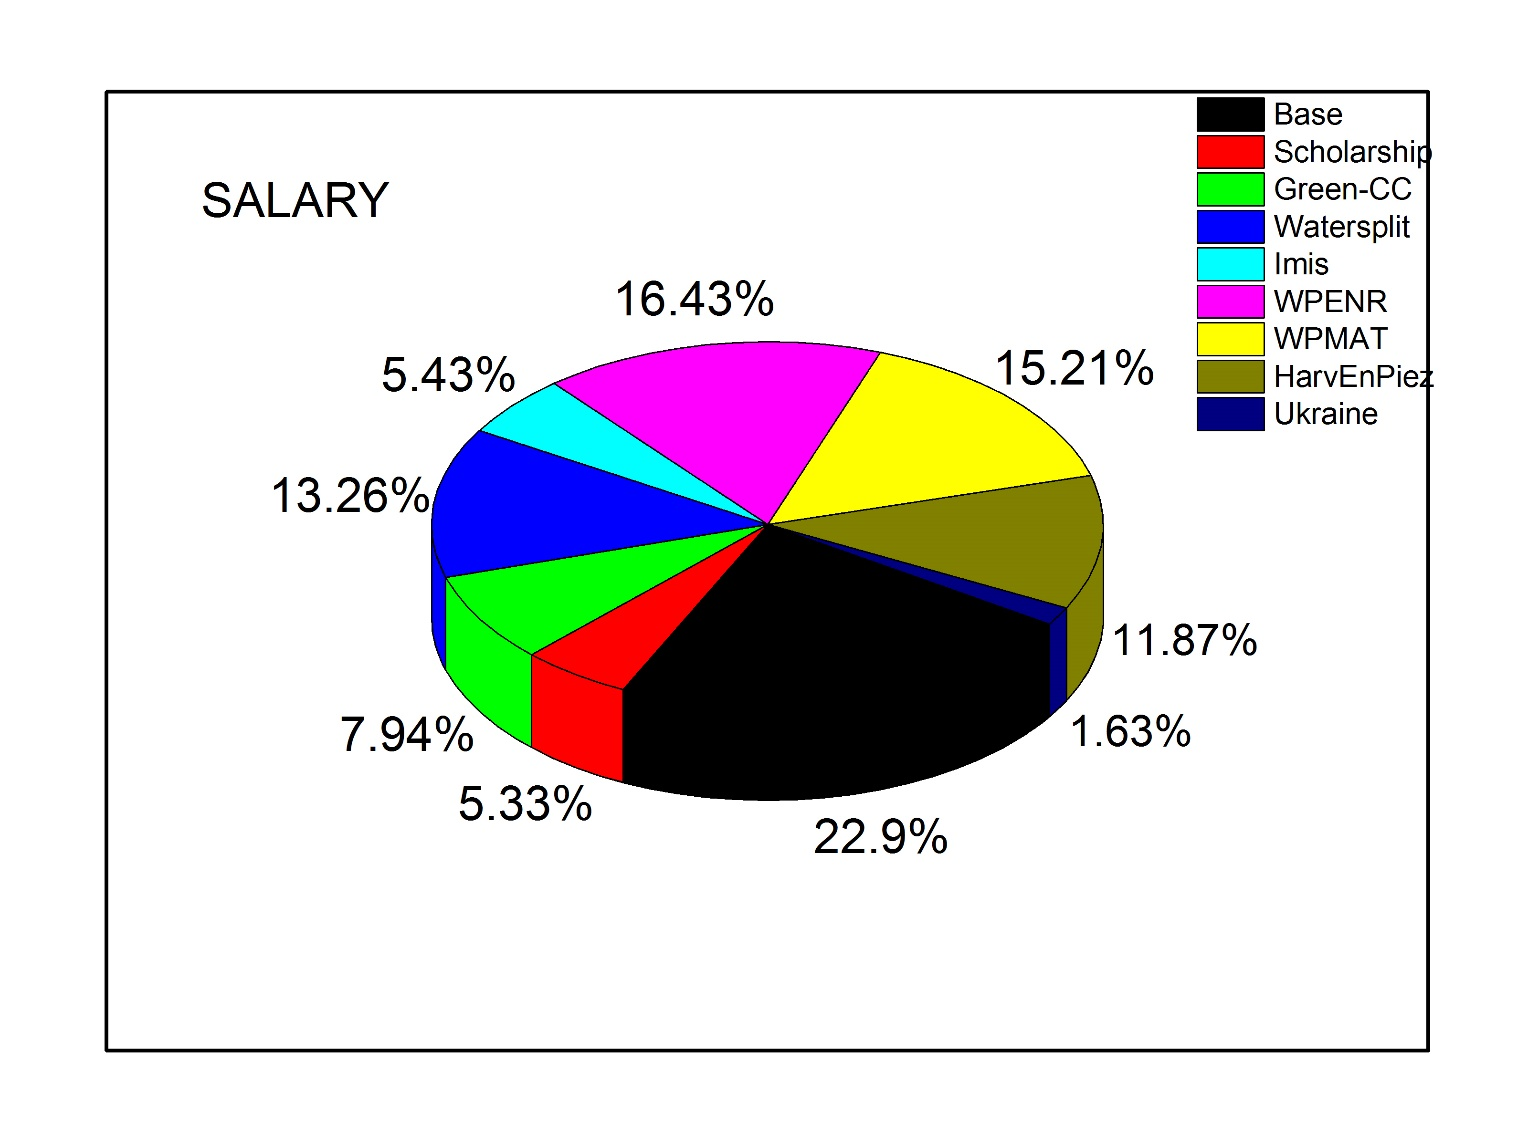 SALARY
Base
Scholarship
Green-CC
Watersplit
Imis
WPENR
WPMAT
HarvEnPiez
Ukraine
16.43%
15.21%
5.43%
13.26%
11.87%
1.63%
7.94%
5.33%
22.9%